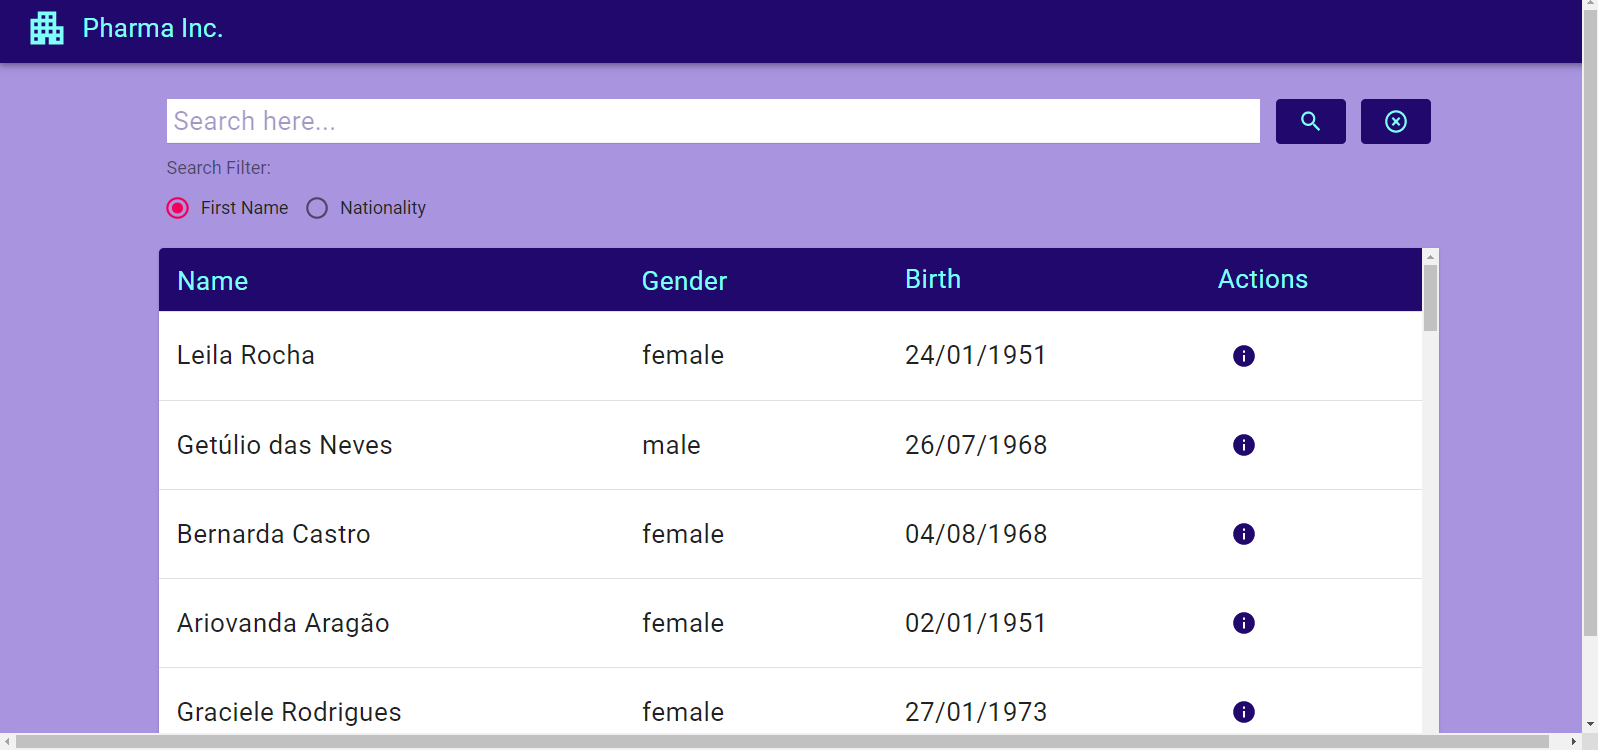 Pharma Inc.
Search here...
Search Filter:
First Name Nationality
Name Gender Birth Actions
Leila Rocha female 24/01/1951
Getúlio das Neves male 26/07/1968
Bernarda Castro female 04/08/1968
Ariovanda Aragão female 02/01/1951
Graciele Rodrigues female 27/01/1973